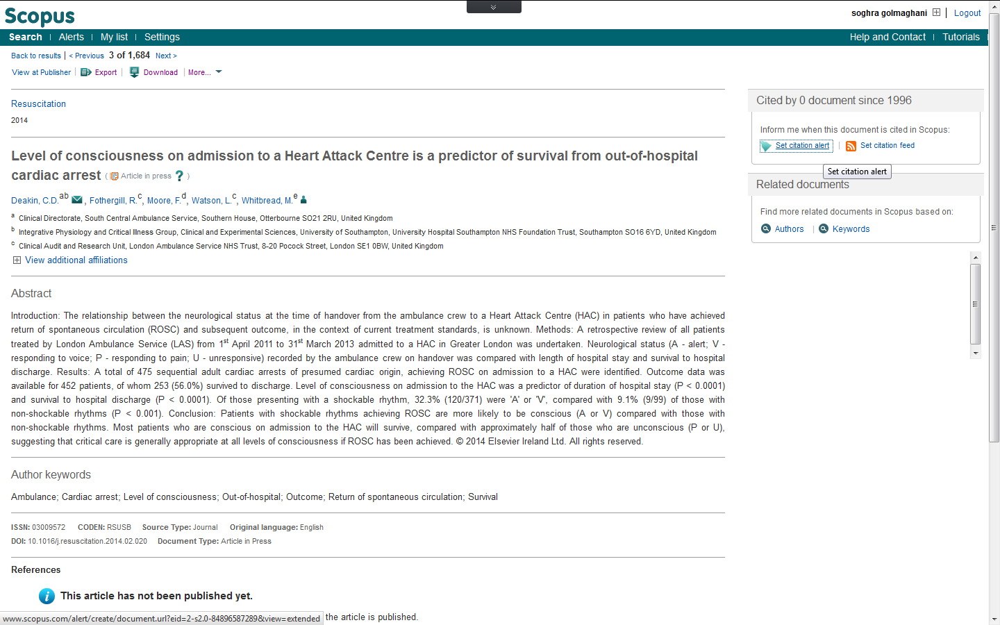 Scopus
soghra golmaghani | Logout
Search | Alerts | My list | Settings Help and Contact | Tutorials
Back to results | < Previous 3 of 1,684 Next >
View at Publisher | Export | Download | More...
Resuscitation
2014
Level of consciousness on admission to a Heart Attack Centre is a predictor of survival from out-of-hospital
cardiac arrest ( Article in press ? )
Deakin, C.D.ab , Fothergill, R.c, Moore, F.d, Watson, L.c, Whitbread, M.e
a Clinical Directorate, South Central Ambulance Service, Southern House, Otterbourne SO21 2RU, United Kingdom
b Integrative Physiology and Critical Illness Group, Clinical and Experimental Sciences, University of Southampton, University Hospital Southampton NHS Foundation Trust, Southampton SO16 6YD, United Kingdom
c Clinical Audit and Research Unit, London Ambulance Service NHS Trust, 8-20 Pocock Street, London SE1 0BW, United Kingdom
View additional affiliations
Abstract
Introduction: The relationship between the neurological status at the time of handover from the ambulance crew to a Heart Attack Centre (HAC) in patients who have achieved
return of spontaneous circulation (ROSC) and subsequent outcome, in the context of current treatment standards, is unknown. Methods: A retrospective review of all patients
treated by London Ambulance Service (LAS) from 1st April 2011 to 31st March 2013 admitted to a HAC in Greater London was undertaken. Neurological status (A - alert; V -
responding to voice; P - responding to pain; U - unresponsive) recorded by the ambulance crew on handover was compared with length of hospital stay and survival to hospital
discharge. Results: A total of 475 sequential adult cardiac arrests of presumed cardiac origin, achieving ROSC on admission to a HAC were identified. Outcome data was
available for 452 patients, of whom 253 (56.0%) survived to discharge. Level of consciousness on admission to the HAC was a predictor of duration of hospital stay (P < 0.0001)
and survival to hospital discharge (P < 0.0001). Of those presenting with a shockable rhythm, 32.3% (120/371) were 'A' or 'V', compared with 9.1% (9/99) of those with
non-shockable rhythms (P < 0.001). Conclusion: Patients with shockable rhythms achieving ROSC are more likely to be conscious (A or V) compared with those with
non-shockable rhythms. Most patients who are conscious on admission to the HAC will survive, compared with approximately half of those who are unconscious (P or U),
suggesting that critical care is generally appropriate at all levels of consciousness if ROSC has been achieved. © 2014 Elsevier Ireland Ltd. All rights reserved.
Author keywords
Ambulance; Cardiac arrest; Level of consciousness; Out-of-hospital; Outcome; Return of spontaneous circulation; Survival
ISSN: 03009572 CODEN: RSUSB Source Type: Journal Original language: English
DOI: 10.1016/j.resuscitation.2014.02.020 Document Type: Article in Press
References
This article has not been published yet.
the article is published.
www.scopus.com/alert/create/document.url?eid=2-s2.0-84896587289&view=extended
Cited by 0 document since 1996
Inform me when this document is cited in Scopus:
Set citation alert | Set citation feed
Set citation alert
Related documents
Find more related documents in Scopus based on:
Authors | Keywords